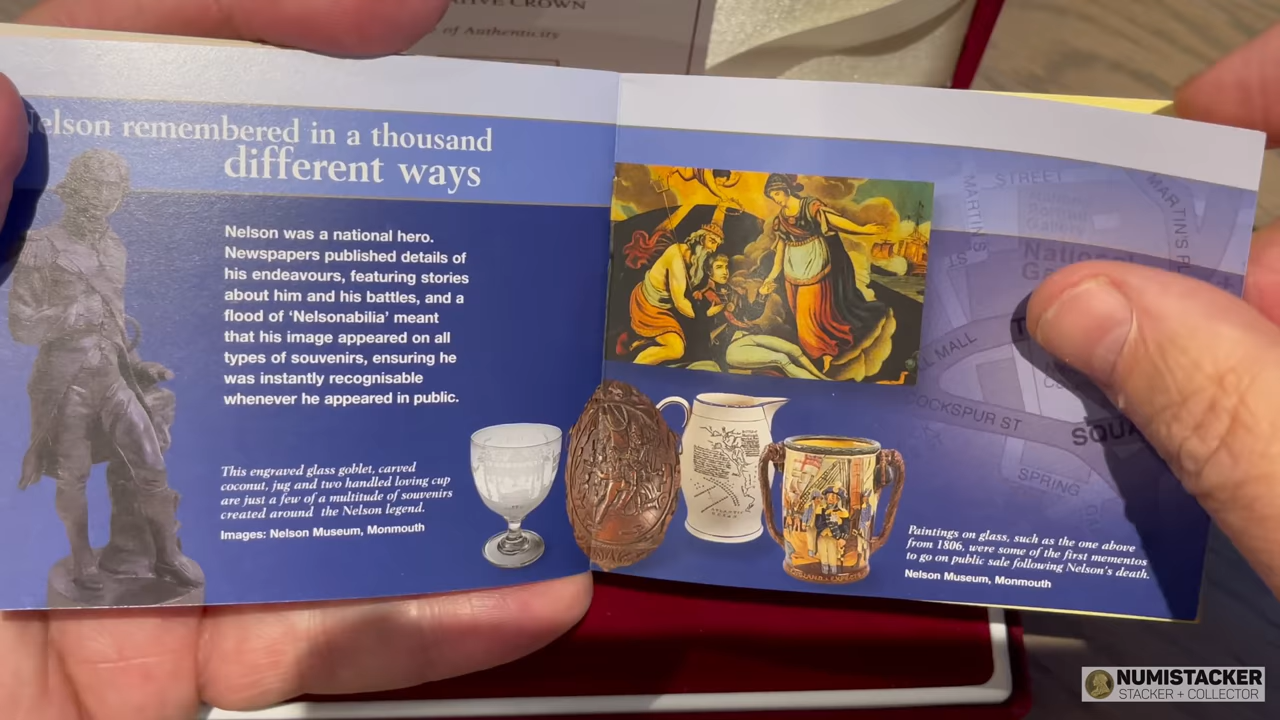 of Authenticity
Nelson remembered in a thousand
different ways
Nelson was a national hero.
Newspapers published details of
his endeavours, featuring stories
about him and his battles, and a
flood of ‘Nelsonabilia’ meant
that his image appeared on all
types of souvenirs, ensuring he
was instantly recognisable
whenever he appeared in public.
This engraved glass goblet, carved
coconut, jug and two handled loving cup
are just a few of a multitude of souvenirs
created around the Nelson legend.
Images: Nelson Museum, Monmouth
STREET
MARTIN'S
MARTIN'S
National
MALL
COCKSPUR ST
SPRING
Paintings on glass, such as the one above
from 1806, were some of the first mementos
to go on public sale following Nelson's death.
Nelson Museum, Monmouth
NUMISTACKER
STACKER + COLLECTOR